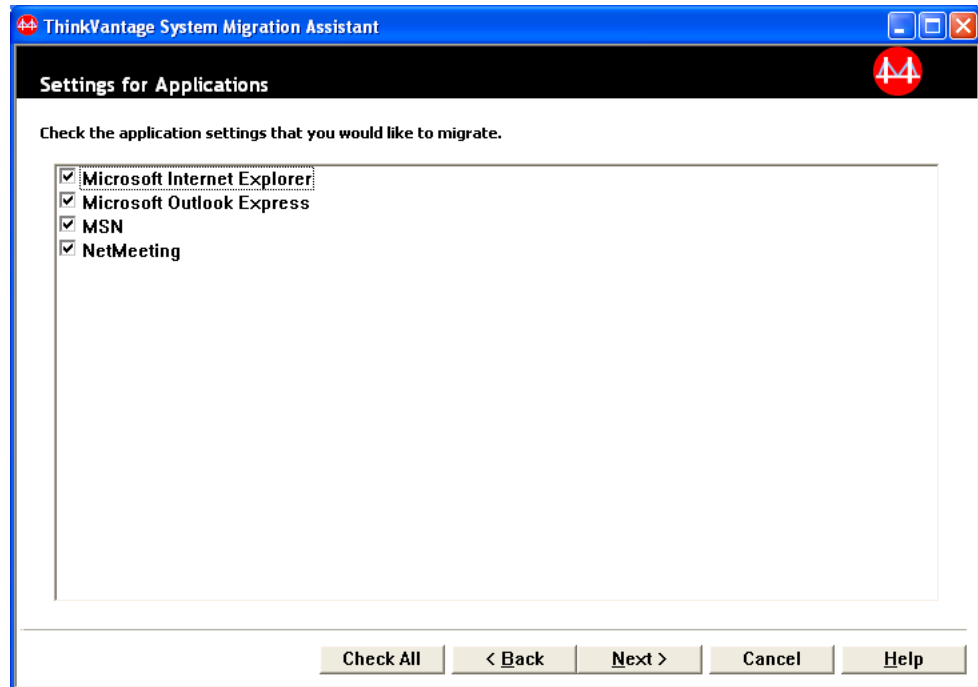 ThinkVantage System Migration Assistant
Settings for Applications
Check the application settings that you would like to migrate.
Microsoft Internet Explorer
Microsoft Outlook Express
MSN
NetMeeting
Check All
< Back
Next >
Cancel
Help